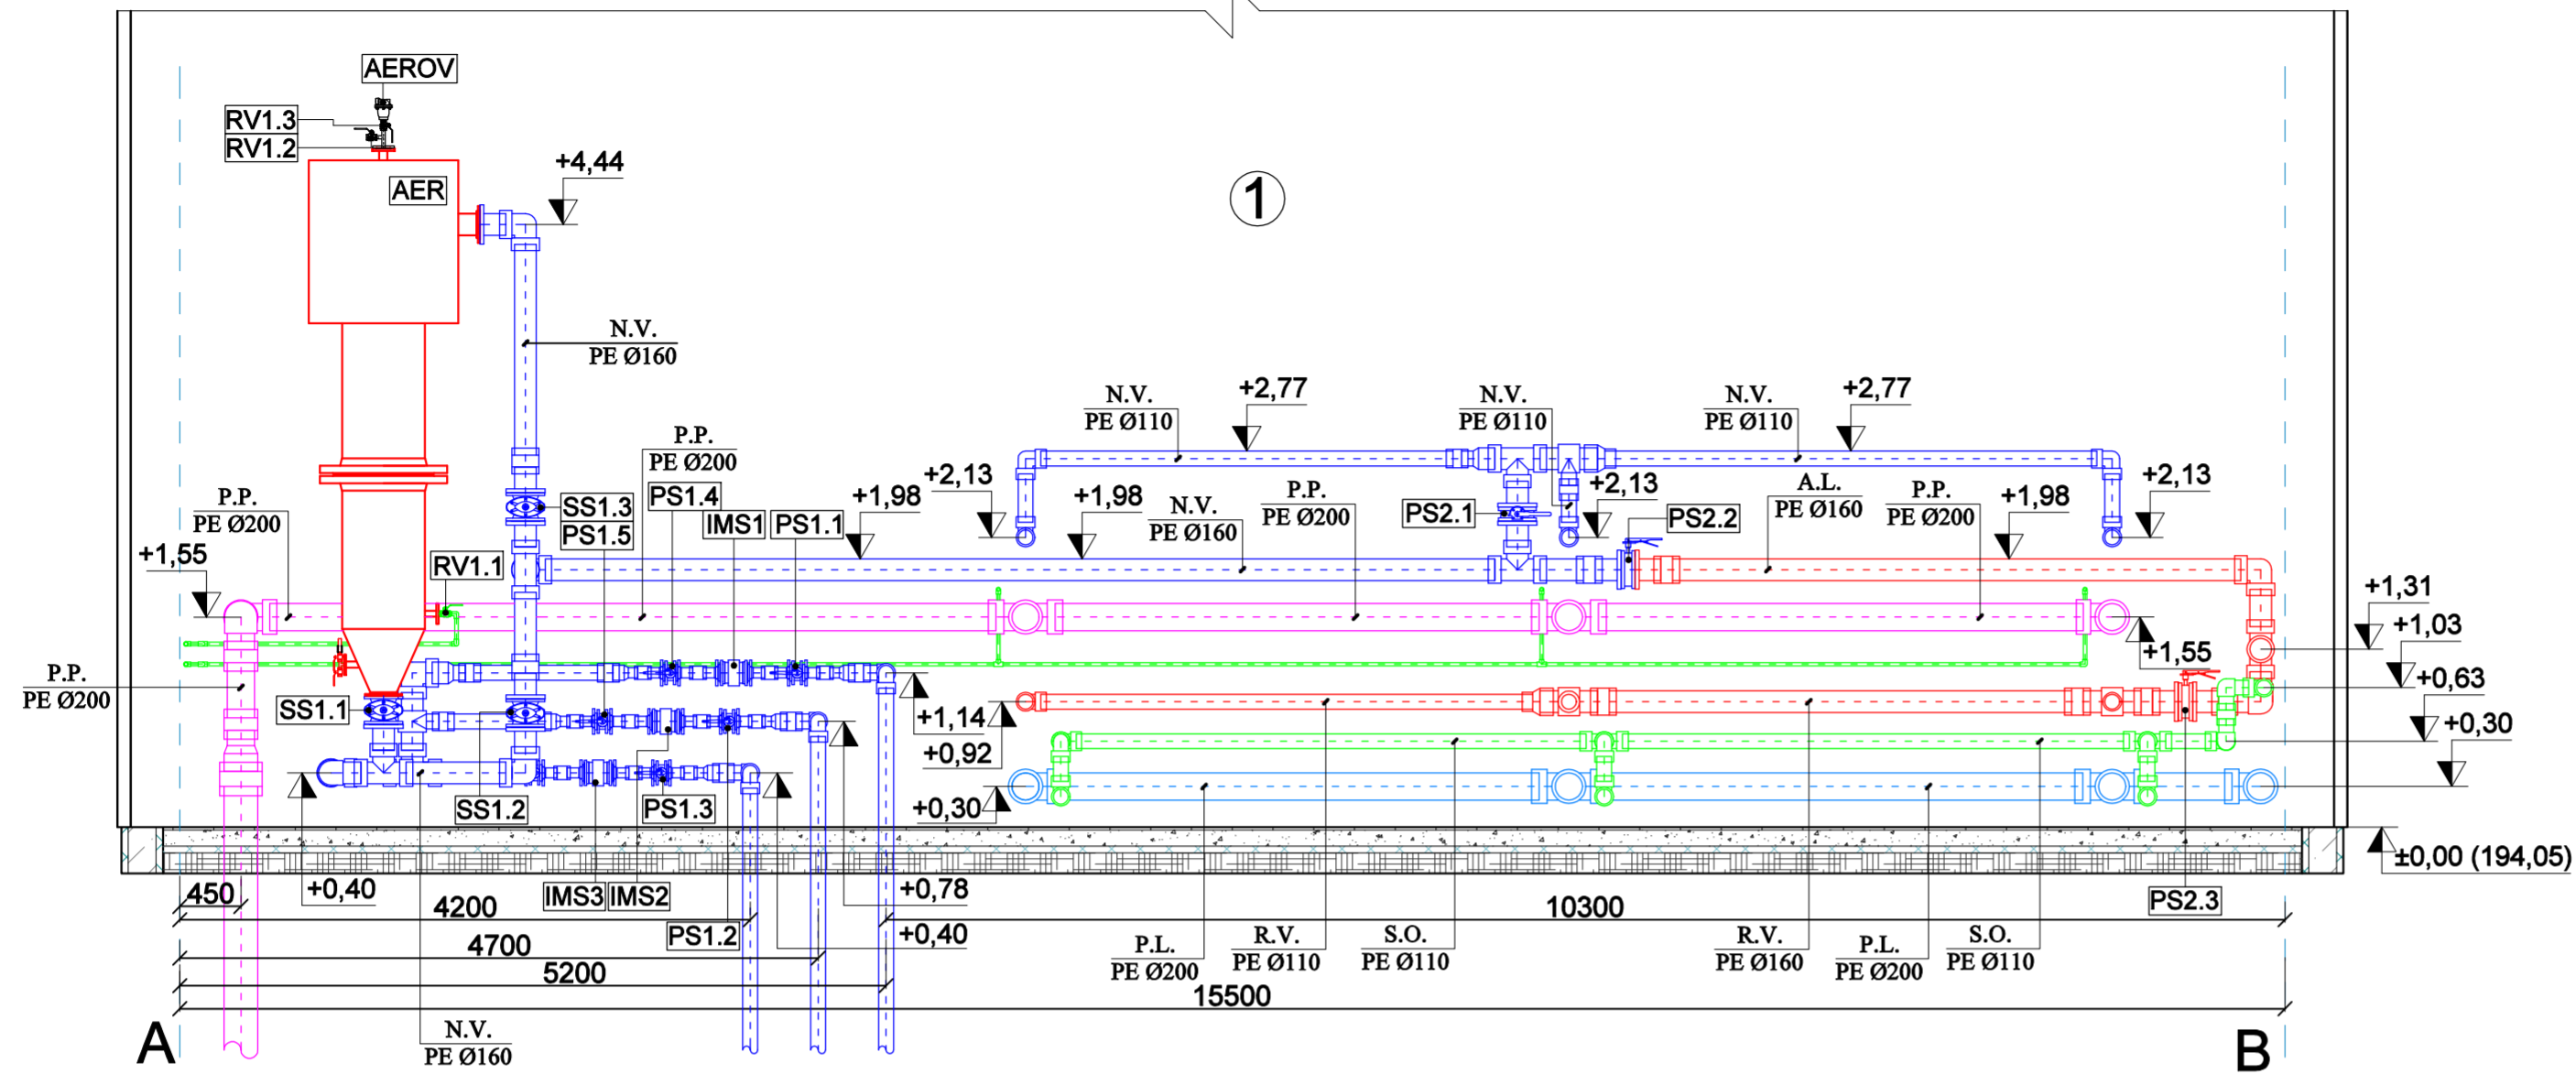 AEROV
RV1.3
RV1.2
AER
+4,44
1
N.V.
PE Ø160
N.V.
PE Ø110
+2,77
N.V.
PE Ø110
N.V.
PE Ø110
+2,77
P.P.
PE Ø200
P.P.
PE Ø200
+1,55
RV1.1
SS1.3
PS1.5
PS1.4
IMS1
PS1.1
+1,98
+2,13
+1,98
N.V.
PE Ø160
P.P.
PE Ø200
PS2.1
+2,13
PS2.2
A.L.
PE Ø160
P.P.
PE Ø200
+1,98
+2,13
+1,31
+1,03
+0,63
+0,30
P.P.
PE Ø200
SS1.1
+1,14
+0,92
+1,55
SS1.2
PS1.3
+0,30
±0,00 (194,05)
450
+0,40
4200
IMS3
IMS2
+0,78
10300
PS2.3
PS1.2
+0,40
4700
5200
P.L.
PE Ø200
R.V.
PE Ø110
S.O.
PE Ø110
R.V.
PE Ø160
P.L.
PE Ø200
S.O.
PE Ø110
15500
A
N.V.
PE Ø160
B